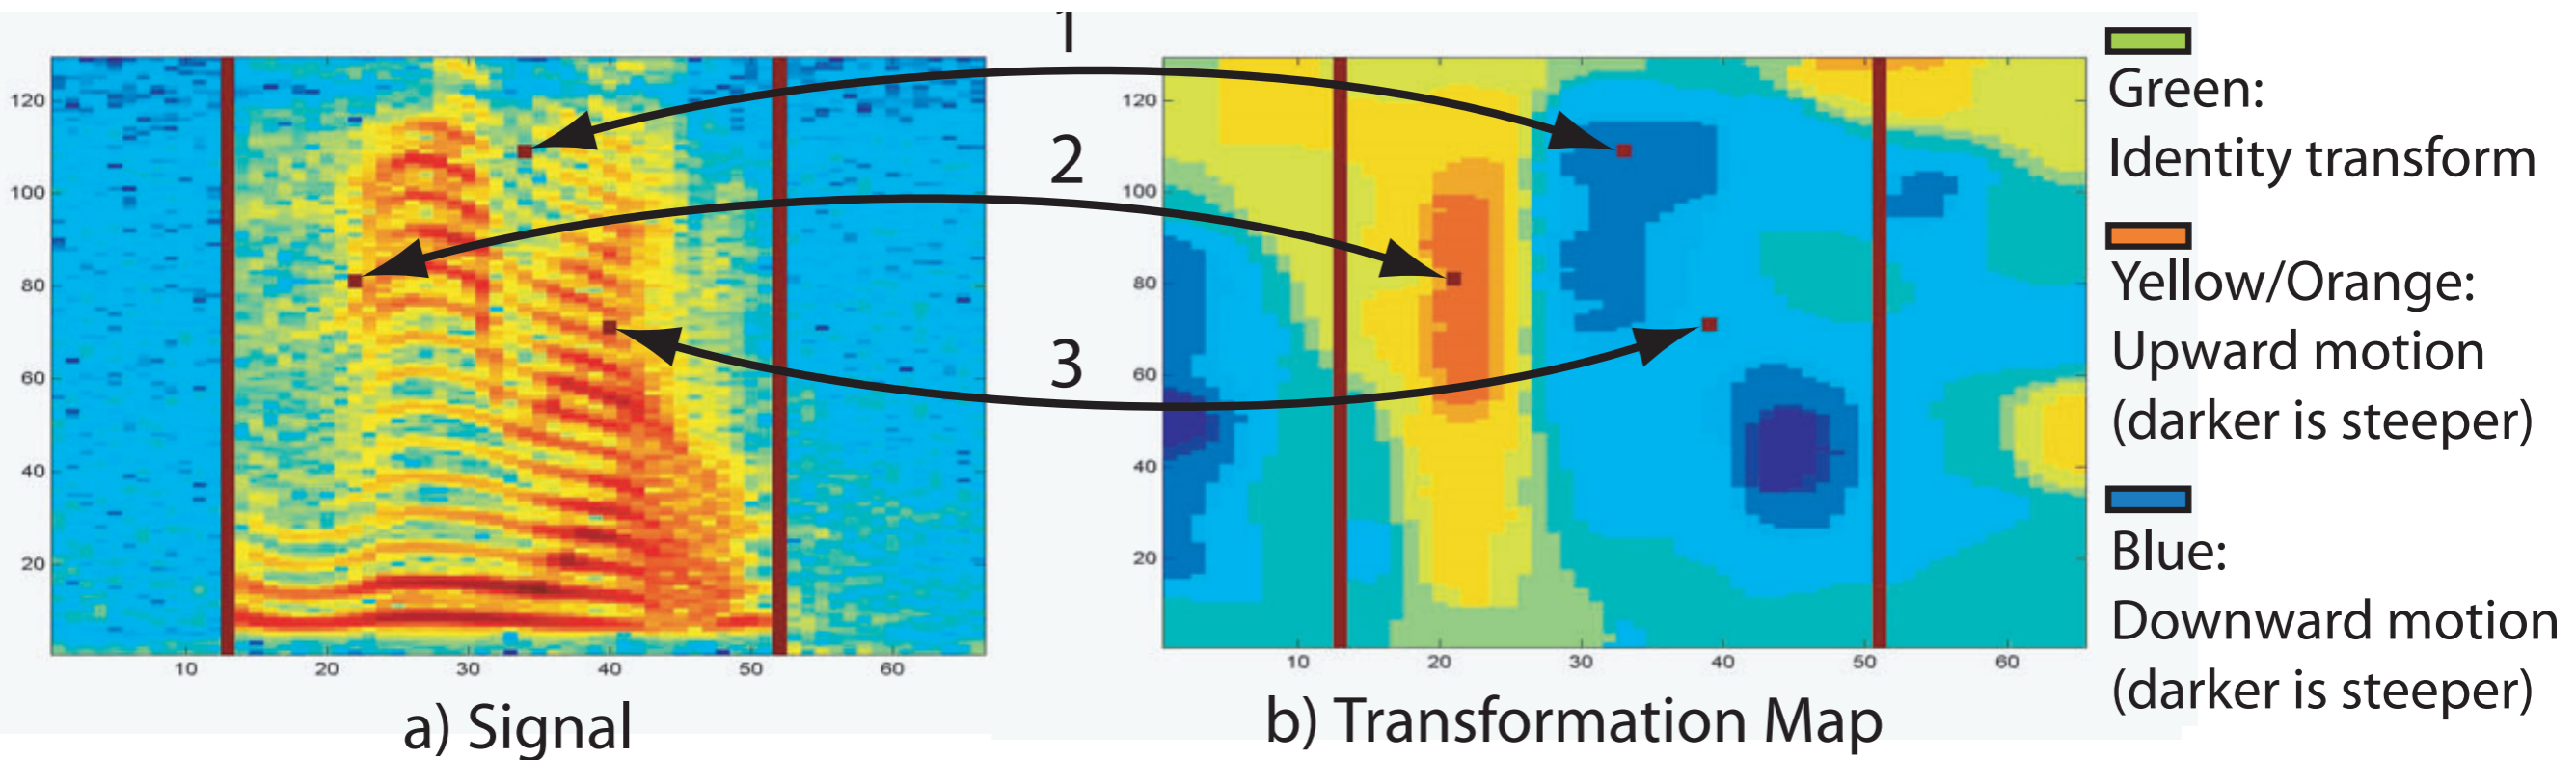 1
2
3
120
100
80
60
40
20
10
20
30
40
50
60
a) Signal
120
100
80
60
40
20
10
20
30
40
50
60
b) Transformation Map
Green:
Identity transform
Yellow/Orange:
Upward motion
(darker is steeper)
Blue:
Downward motion
(darker is steeper)